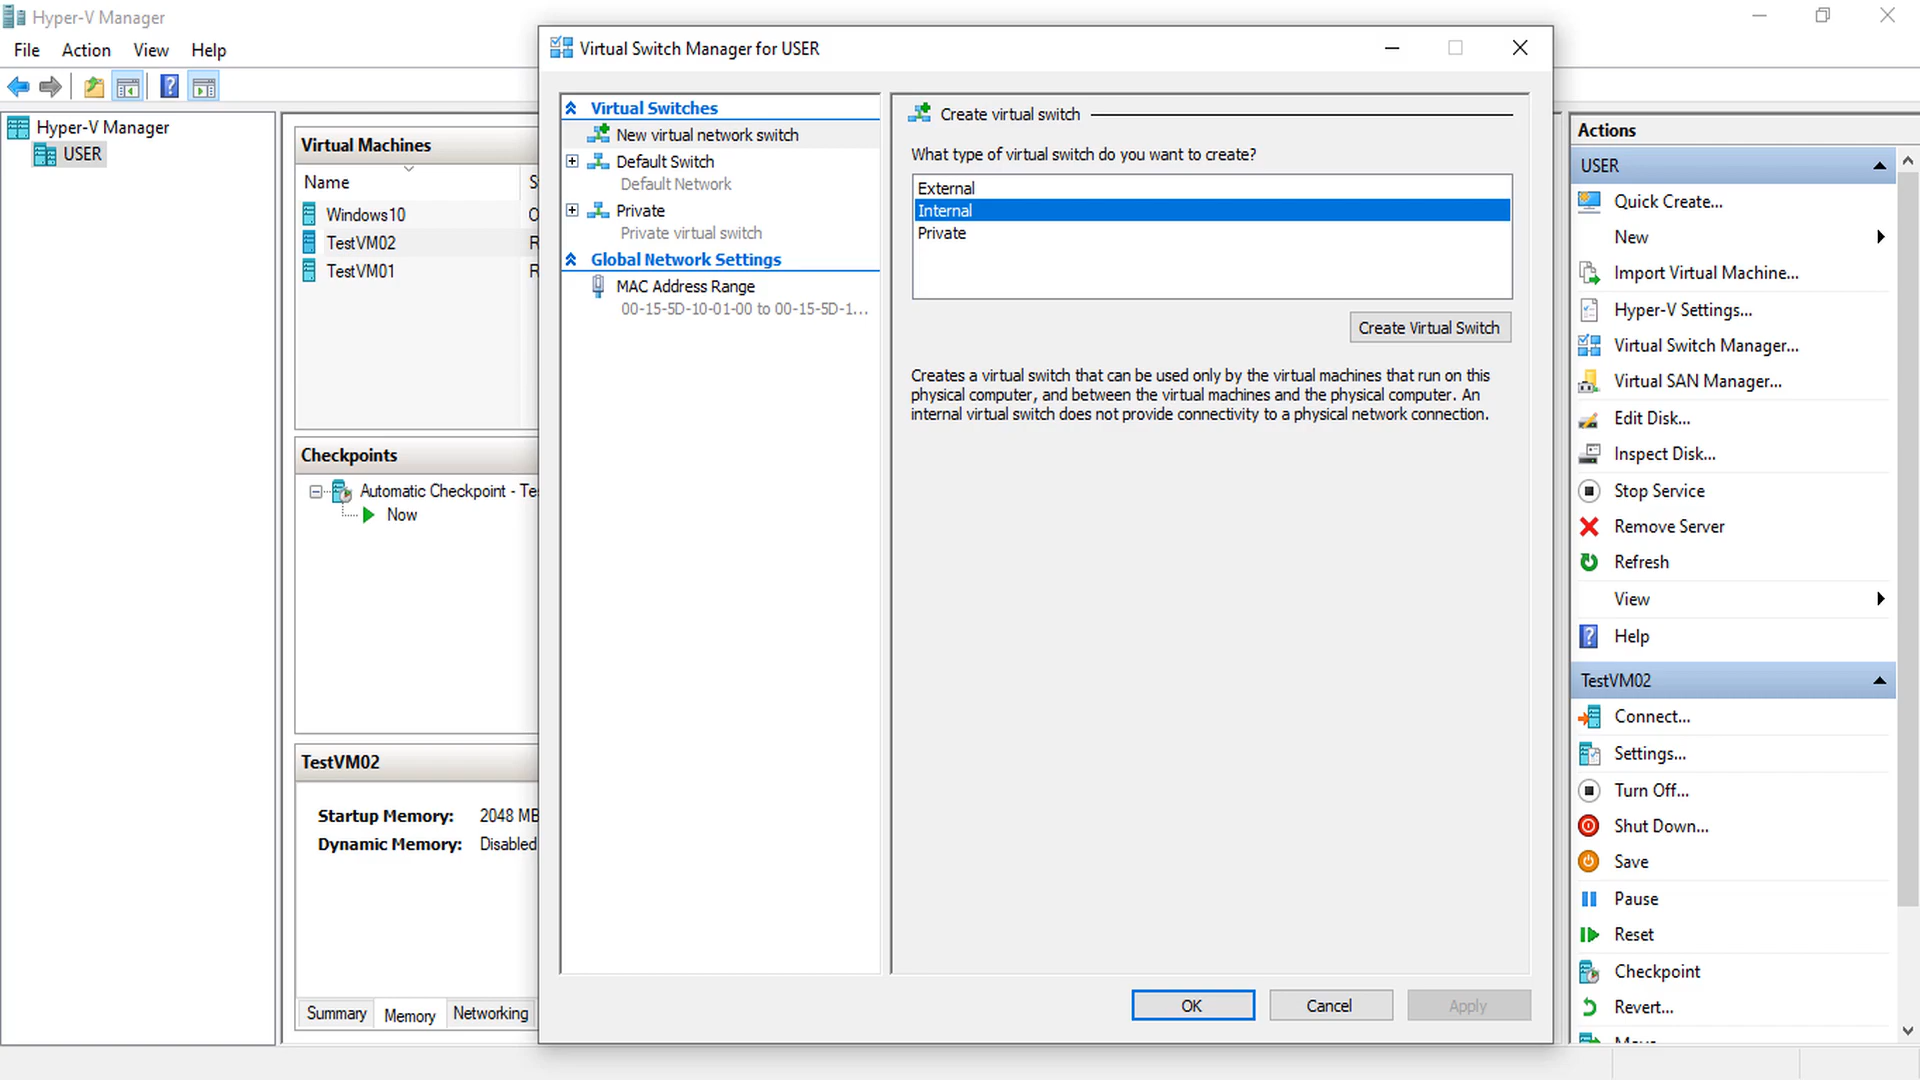 Hyper-V Manager
File Action View Help
Hyper-V Manager
USER
Virtual Machines
Name S
Windows10 O
TestVM02 R
TestVM01 R
Checkpoints
Automatic Checkpoint - Te
Now
TestVM02
Startup Memory: 2048 MB
Dynamic Memory: Disabled
Summary Memory Networking
Virtual Switch Manager for USER
Virtual Switches
New virtual network switch
Default Switch
Default Network
Private
Private virtual switch
Global Network Settings
MAC Address Range
00-15-5D-10-01-00 to 00-15-5D-1...
Create virtual switch
What type of virtual switch do you want to create?
External
Internal
Private
Create Virtual Switch
Creates a virtual switch that can be used only by the virtual machines that run on this
physical computer, and between the virtual machines and the physical computer. An
internal virtual switch does not provide connectivity to a physical network connection.
OK Cancel Apply
Actions
USER
Quick Create...
New
Import Virtual Machine...
Hyper-V Settings...
Virtual Switch Manager...
Virtual SAN Manager...
Edit Disk...
Inspect Disk...
Stop Service
Remove Server
Refresh
View
Help
TestVM02
Connect...
Settings...
Turn Off...
Shut Down...
Save
Pause
Reset
Checkpoint
Revert...